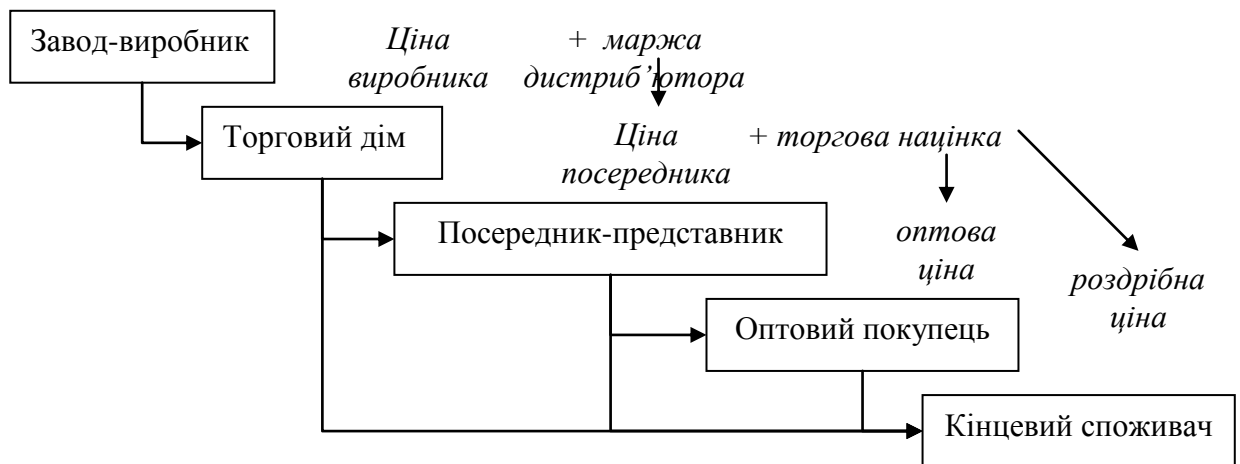 Завод-виробник
Ціна
виробника
+ маржа
дистриб’ютора
Торговий дім
Ціна
посередника
+ торгова націнка
Посередник-представник
оптова
ціна
роздрібна
ціна
Оптовий покупець
Кінцевий споживач